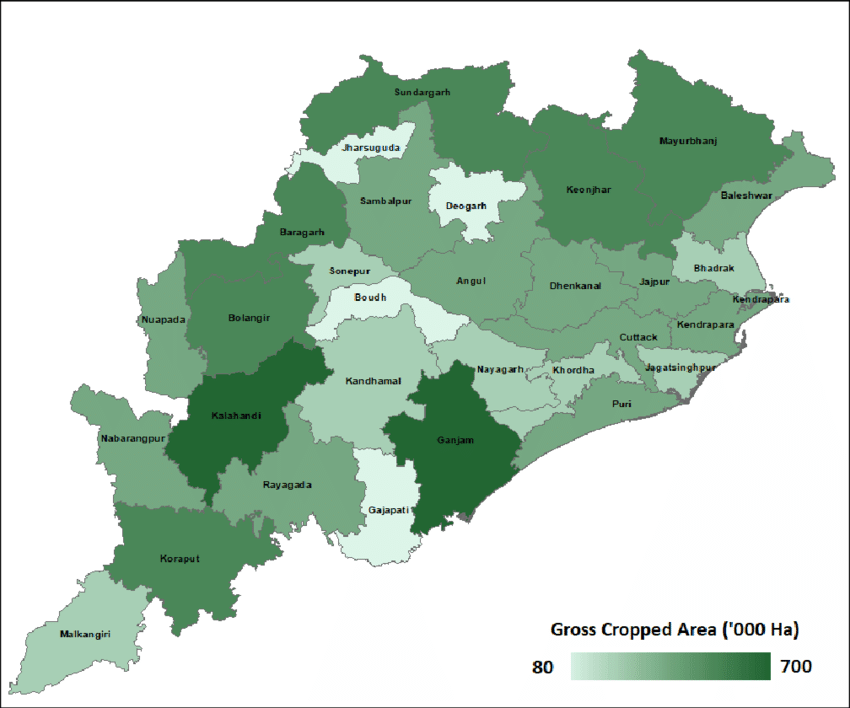 Sundargarh
Mayurbhanj
Jharsuguda
Keonjhar
Baleshwar
Sambalpur
Deogarh
Baragarh
Bhadrak
Sonepur
Angul
Jajpur
Dhenkanal
Boudh
Kendrapara
Nuapada
Bolangir
Kendrapara
Cuttack
Nayagarh
Khordha
Jagatsinghpur
Kandhamal
Puri
Kalahandi
Nabarangpur
Ganjam
Rayagada
Gajapati
Koraput
Malkangiri
Gross Cropped Area ('000 Ha)
80
700